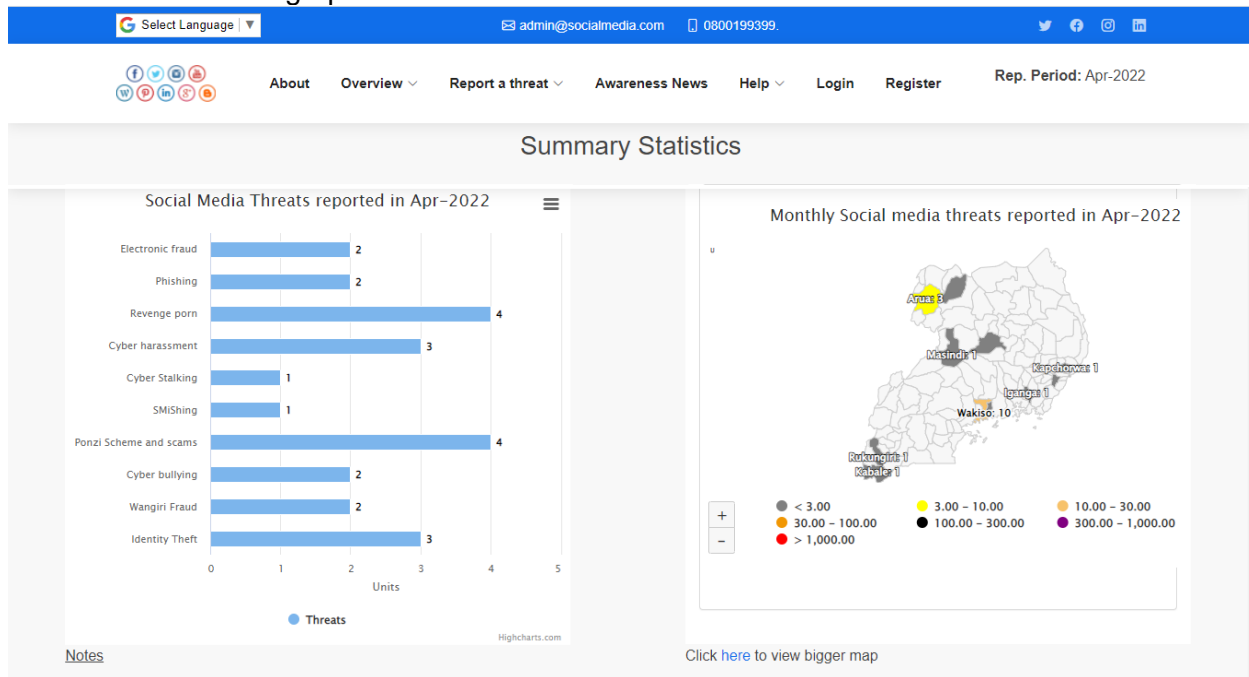 Select Language ▼
admin@socialmedia.com
0800199399.
About
Overview
Report a threat
Awareness News
Help
Login
Register
Rep. Period: Apr-2022
Summary Statistics
Social Media Threats reported in Apr-2022
Electronic fraud 2
Phishing 2
Revenge porn 4
Cyber harassment 3
Cyber Stalking 1
SMiShing 1
Ponzi Scheme and scams 4
Cyber bullying 2
Wangiri Fraud 2
Identity Theft 3
0 1 2 3 4 5
Units
Threats
Highcharts.com
Notes
Monthly Social media threats reported in Apr-2022
u
Arua: 3
Masindi: 1
Kapchorwa: 1
Iganga: 1
Wakiso: 10
Rukungiri: 1
Kabale: 1
+
-
< 3.00 3.00 - 10.00 10.00 - 30.00
30.00 - 100.00 100.00 - 300.00 300.00 - 1,000.00
> 1,000.00
Click here to view bigger map